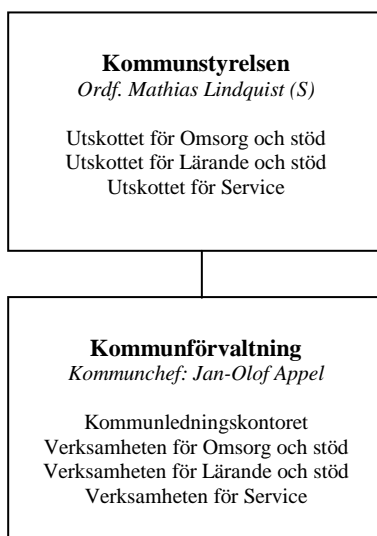 Kommunstyrelsen
Ordf. Mathias Lindquist (S)
Utskottet för Omsorg och stöd
Utskottet för Lärande och stöd
Utskottet för Service
Kommunförvaltning
Kommunchef: Jan-Olof Appel
Kommunledningskontoret
Verksamheten för Omsorg och stöd
Verksamheten för Lärande och stöd
Verksamheten för Service